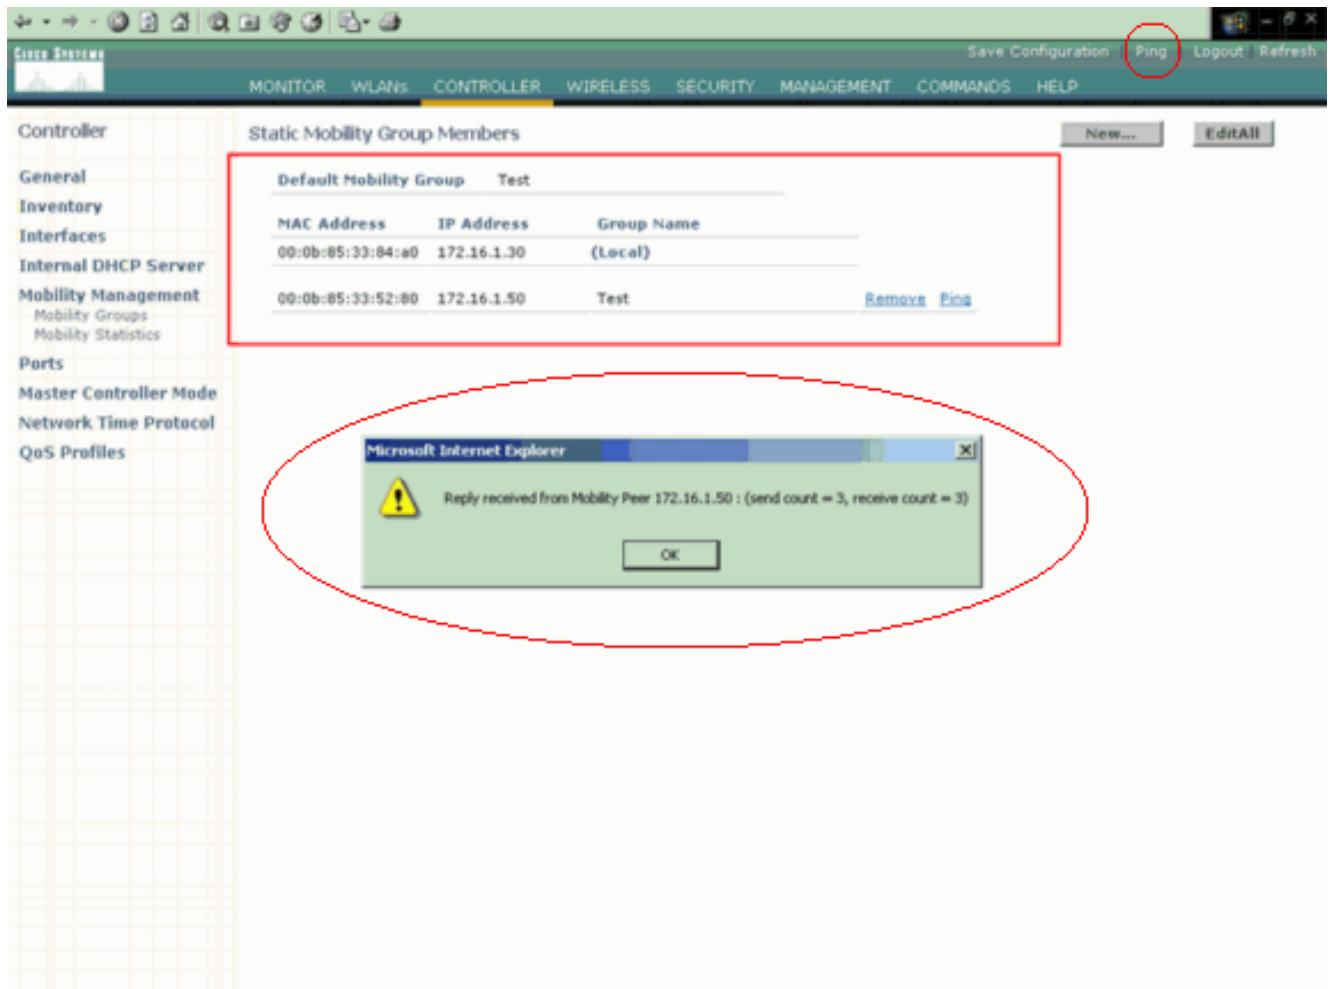 Save Configuration | Ping | Logout | Refresh
CISCO SYSTEMS
MONITOR WLANs CONTROLLER WIRELESS SECURITY MANAGEMENT COMMANDS HELP
Controller
General
Inventory
Interfaces
Internal DHCP Server
Mobility Management
Mobility Groups
Mobility Statistics
Ports
Master Controller Mode
Network Time Protocol
QoS Profiles
Static Mobility Group Members
New...
EditAll
Default Mobility Group Test
MAC Address IP Address Group Name
00:0b:85:33:84:a0 172.16.1.30 (Local)
00:0b:85:33:52:80 172.16.1.50 Test Remove Ping
Microsoft Internet Explorer
Reply received from Mobility Peer 172.16.1.50 : (send count = 3, receive count = 3)
OK